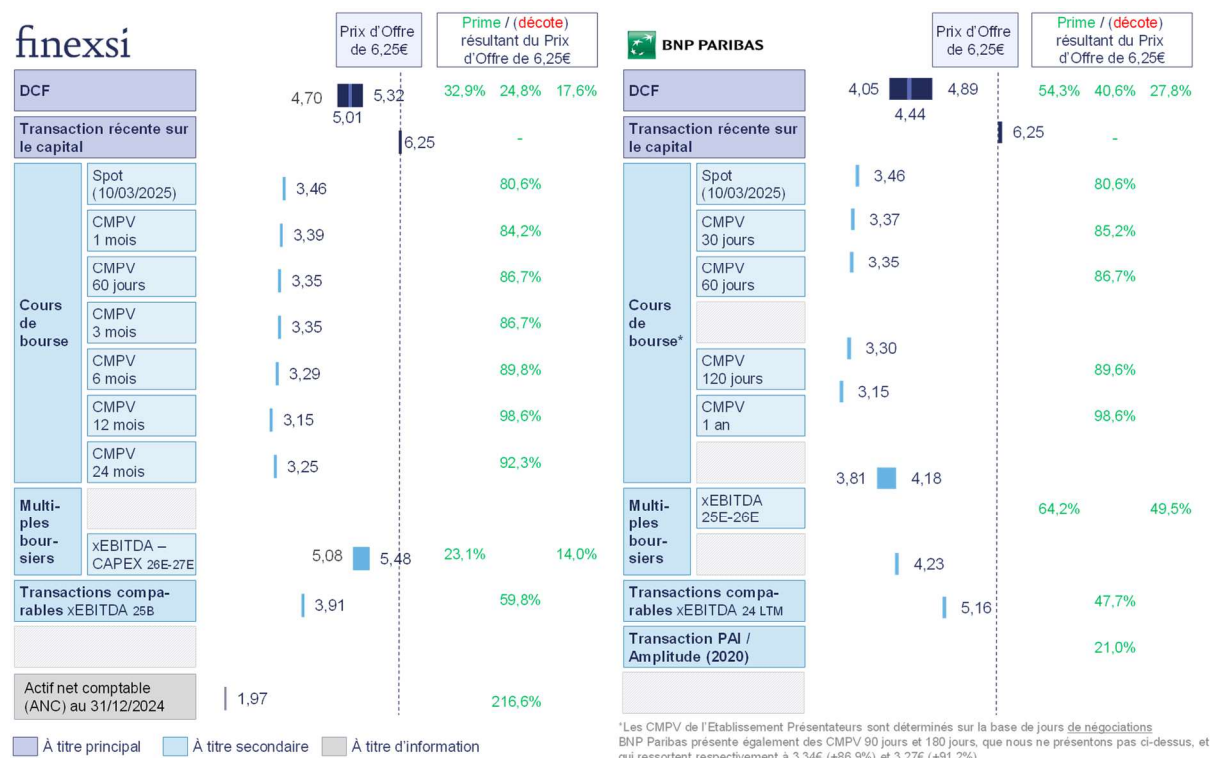 finexsi
Prix d'Offre
de 6,25€
Prime / (décote)
résultant du Prix
d'Offre de 6,25€
DCF
4,70
5,32
5,01
32,9% 24,8% 17,6%
Transaction récente sur
le capital
6,25
-
Cours
de
bourse
Spot
(10/03/2025)
3,46
80,6%
CMPV
1 mois
3,39
84,2%
CMPV
60 jours
3,35
86,7%
CMPV
3 mois
3,35
86,7%
CMPV
6 mois
3,29
89,8%
CMPV
12 mois
3,15
98,6%
CMPV
24 mois
3,25
92,3%
Multi-
ples
bour-
siers
xEBITDA –
CAPEX 26E-27E
5,08
5,48
23,1%
14,0%
Transactions compa-
rables xEBITDA 25B
3,91
59,8%
Actif net comptable
(ANC) au 31/12/2024
1,97
216,6%
À titre principal
À titre secondaire
À titre d'information
BNP PARIBAS
Prix d'Offre
de 6,25€
Prime / (décote)
résultant du Prix
d'Offre de 6,25€
DCF
4,05
4,89
4,44
54,3% 40,6% 27,8%
Transaction récente sur
le capital
6,25
-
Cours
de
bourse*
Spot
(10/03/2025)
3,46
80,6%
CMPV
30 jours
3,37
85,2%
CMPV
60 jours
3,35
86,7%
CMPV
120 jours
3,30
89,6%
CMPV
1 an
3,15
98,6%
Multi-
ples
bour-
siers
xEBITDA
25E-26E
3,81
4,18
64,2%
49,5%
4,23
Transactions compa-
rables xEBITDA 24 LTM
5,16
47,7%
Transaction PAI /
Amplitude (2020)
21,0%
*Les CMPV de l'Etablissement Présentateurs sont déterminés sur la base de jours de négociations
BNP Paribas présente également des CMPV 90 jours et 180 jours, que nous ne présentons pas ci-dessus, et
qui ressortent respectivement à 3,34€ (+86,9%) et 3,27€ (+91,2%)